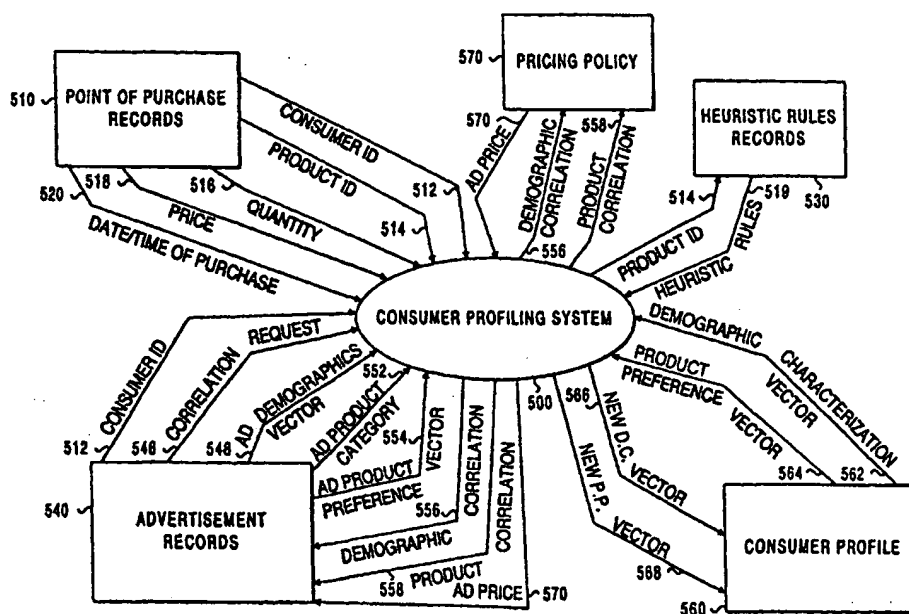 510
POINT OF PURCHASE
RECORDS
570
PRICING POLICY
HEURISTIC RULES
RECORDS
530
CONSUMER ID
512
PRODUCT ID
514
QUANTITY
516
PRICE
518
DATE/TIME OF PURCHASE
520
AD PRICE
570
DEMOGRAPHIC
CORRELATION
556
PRODUCT
CORRELATION
558
PRODUCT ID
514
HEURISTIC RULES
519
CONSUMER PROFILING SYSTEM
500
CONSUMER ID
512
CORRELATION REQUEST
546
AD DEMOGRAPHICS
VECTOR
548
AD PRODUCT
CATEGORY
552
AD PRODUCT
PREFERENCE VECTOR
554
DEMOGRAPHIC CORRELATION
556
PRODUCT CORRELATION
558
AD PRICE
570
NEW D.C. VECTOR
566
NEW P.P. VECTOR
568
PRODUCT
PREFERENCE VECTOR
564
DEMOGRAPHIC CHARACTERIZATION
VECTOR
562
540
ADVERTISEMENT
RECORDS
CONSUMER PROFILE
560